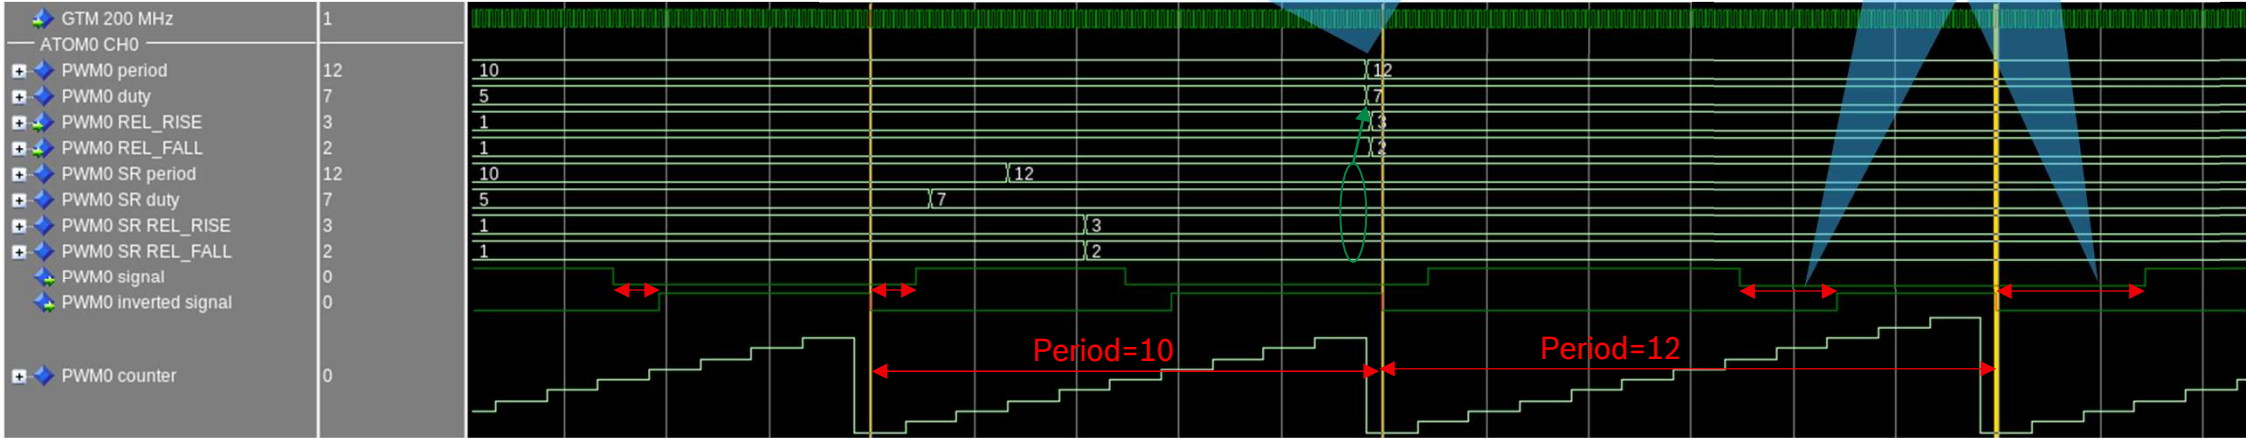 GTM 200 MHz 1
ATOM0 CH0
PWM0 period 12 10 12
PWM0 duty 7 5 7
PWM0 REL_RISE 3 1 3
PWM0 REL_FALL 2 1 2
PWM0 SR period 12 10 12
PWM0 SR duty 7 5 7
PWM0 SR REL_RISE 3 1 3
PWM0 SR REL_FALL 2 1 2
PWM0 signal 0
PWM0 inverted signal 0
Period=10 Period=12
PWM0 counter 0